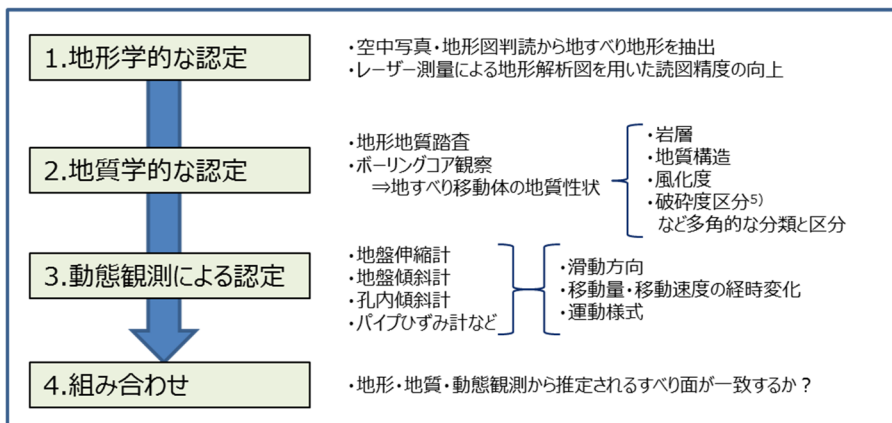 1.地形学的な認定
・空中写真・地形図判読から地すべり地形を抽出
・レーザー測量による地形解析図を用いた読図精度の向上
2.地質学的な認定
・地形地質踏査
・ボーリングコア観察
⇒地すべり移動体の地質性状
・岩層
・地質構造
・風化度
・破砕度区分5)
など多角的な分類と区分
3.動態観測による認定
・地盤伸縮計
・地盤傾斜計
・孔内傾斜計
・パイプひずみ計など
・滑動方向
・移動量・移動速度の経時変化
・運動様式
4.組み合わせ
・地形・地質・動態観測から推定されるすべり面が一致するか？